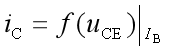 i_C = f(u_CE)|_{I_B}